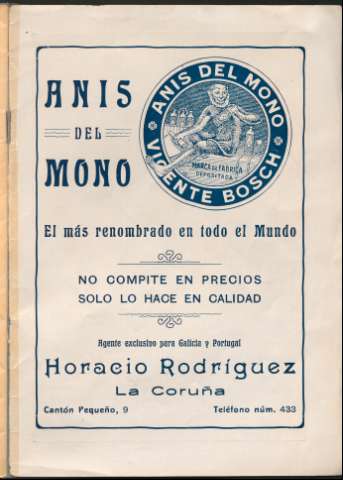 ANIS
DEL
MONO
ANIS DEL MONO
VICENTE BOSCH
MARCA DE FABRICA
DEPOSITADA
El más renombrado en todo el Mundo
NO COMPITE EN PRECIOS
SOLO LO HACE EN CALIDAD
Agente exclusivo para Galicia y Portugal
Horacio Rodríguez
La Coruña
Cantón Pequeño, 9 Teléfono núm. 433